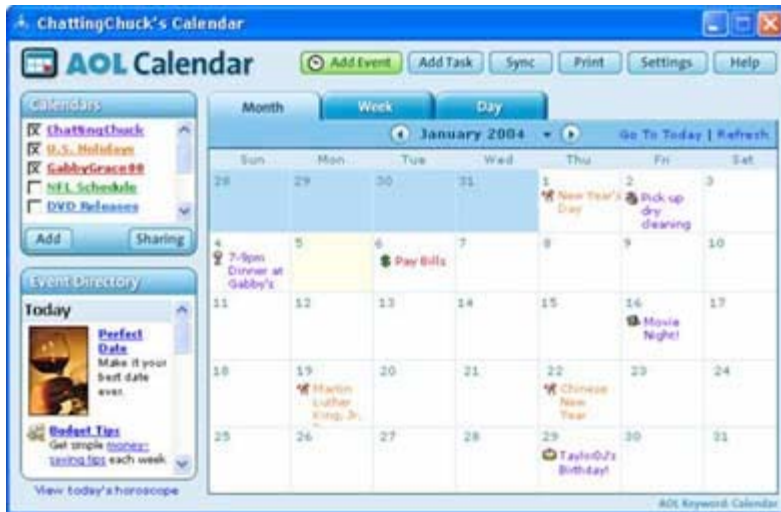 ChattingChuck's Calendar
AOL Calendar
Add Event
Add Task
Sync
Print
Settings
Help
Calendars
ChattingChuck
U.S. Holidays
GabbyGrace88
NFL Schedule
DVD Releases
Add
Sharing
Event Directory
Today
Perfect
Date
Make it your
best date
ever.
Budget Tips
Get simple money-
saving tips each week
View today's horoscope
Month
Week
Day
January 2004
Go To Today | Refresh
Sun Mon Tue Wed Thu Fri Sat
28 29 30 31 1 2 3
New Year's
Day
Pick up
dry
cleaning
4 5 6 7 8 9 10
7-9pm
Dinner at
Gabby's
Pay Bills
11 12 13 14 15 16 17
Movie
Night!
18 19 20 21 22 23 24
Martin
Luther
King, Jr.
Chinese
New
Year
25 26 27 28 29 30 31
TaylorDJ's
Birthday!
AOL Keyword: Calendar